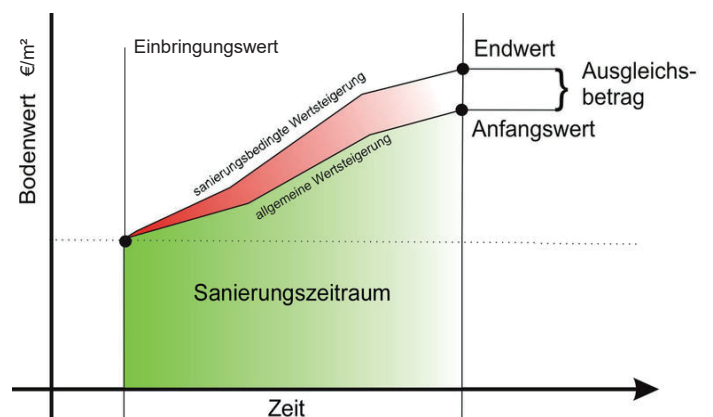 Bodenwert €/m²
Einbringungswert
Endwert
Ausgleichs-
betrag
Anfangswert
sanierungsbedingte Wertsteigerung
allgemeine Wertsteigerung
Sanierungszeitraum
Zeit